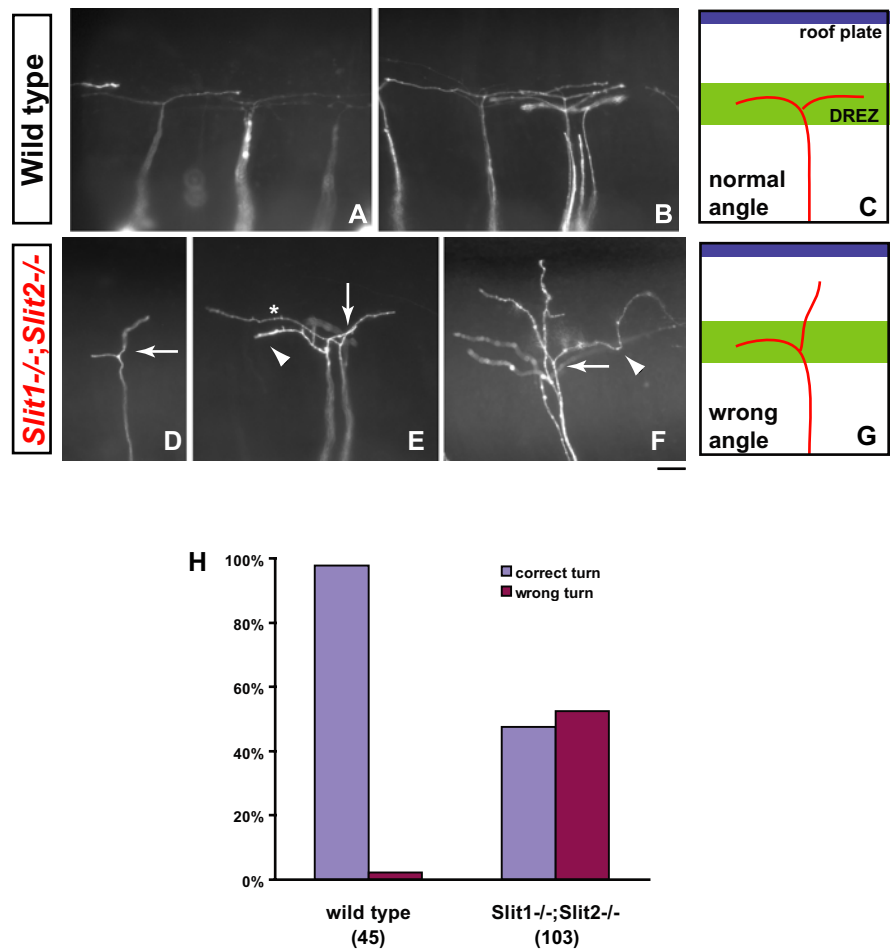 Wild type
A
B
roof plate
DREZ
normal
angle
C
Slit1-/-;Slit2-/-
D
*
E
F
wrong
angle
G
H
100%
80%
60%
40%
20%
0%
correct turn
wrong turn
wild type
(45)
Slit1-/-;Slit2-/-
(103)